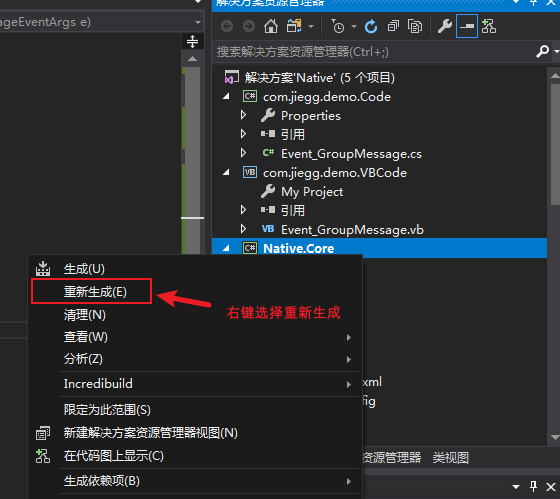 解决方案资源管理器
ageEventArgs e)
搜索解决方案资源管理器(Ctrl+;)
解决方案'Native' (5 个项目)
C# com.jiegg.demo.Code
Properties
引用
C# Event_GroupMessage.cs
VB com.jiegg.demo.VBCode
My Project
引用
VB Event_GroupMessage.vb
C# Native.Core
生成(U)
重新生成(E)
右键选择重新生成
清理(N)
查看(W)
分析(Z)
Incredibuild
xml
限定为此范围(S)
fig
新建解决方案资源管理器视图(N)
在代码图上显示(C)
资源管理器 类视图
生成依赖项(B)